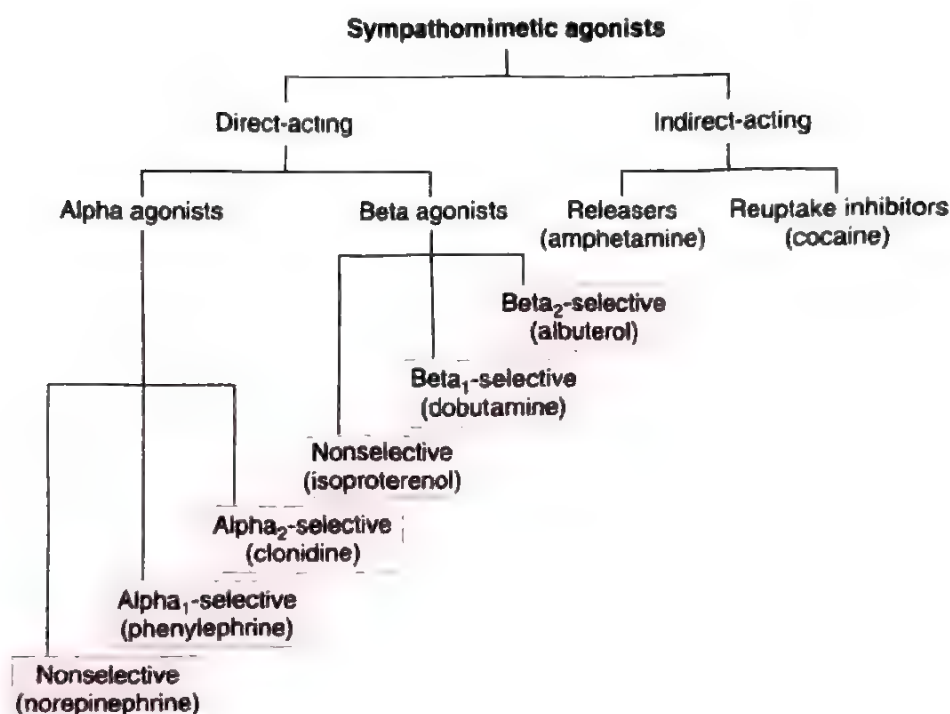 Sympathomimetic agonists
Direct-acting
Indirect-acting
Alpha agonists
Beta agonists
Releasers
(amphetamine)
Reuptake inhibitors
(cocaine)
Beta₂-selective
(albuterol)
Beta₁-selective
(dobutamine)
Nonselective
(isoproterenol)
Alpha₂-selective
(clonidine)
Alpha₁-selective
(phenylephrine)
Nonselective
(norepinephrine)